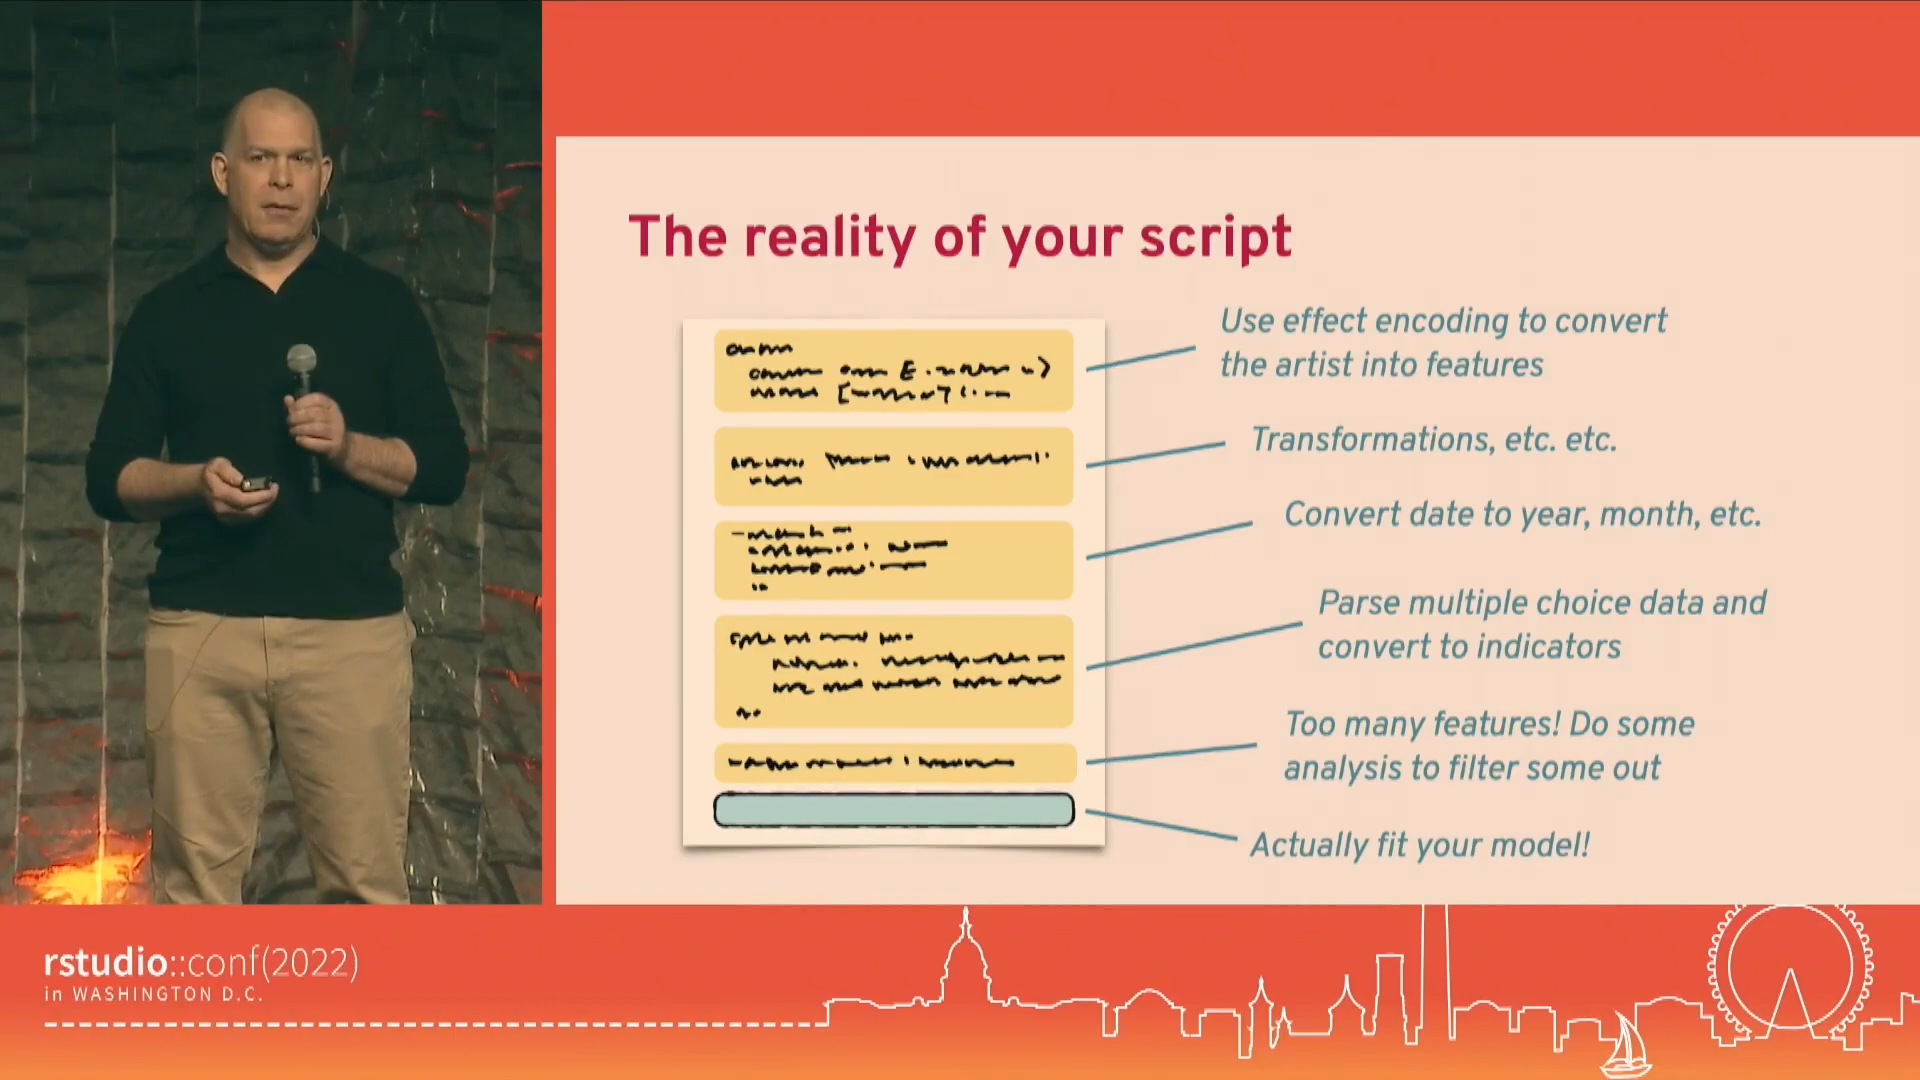 The reality of your script
Use effect encoding to convert
the artist into features
Transformations, etc. etc.
Convert date to year, month, etc.
Parse multiple choice data and
convert to indicators
Too many features! Do some
analysis to filter some out
Actually fit your model!
rstudio::conf(2022)
in WASHINGTON D.C.